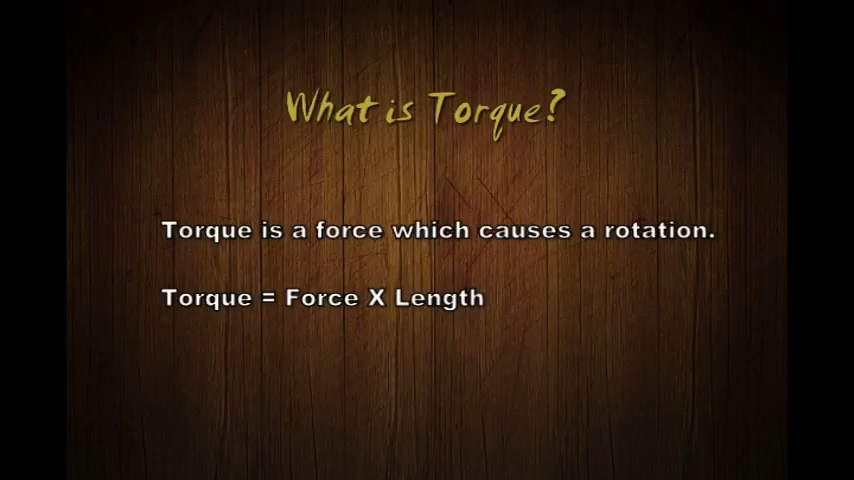 What is Torque?
Torque is a force which causes a rotation.
Torque = Force X Length